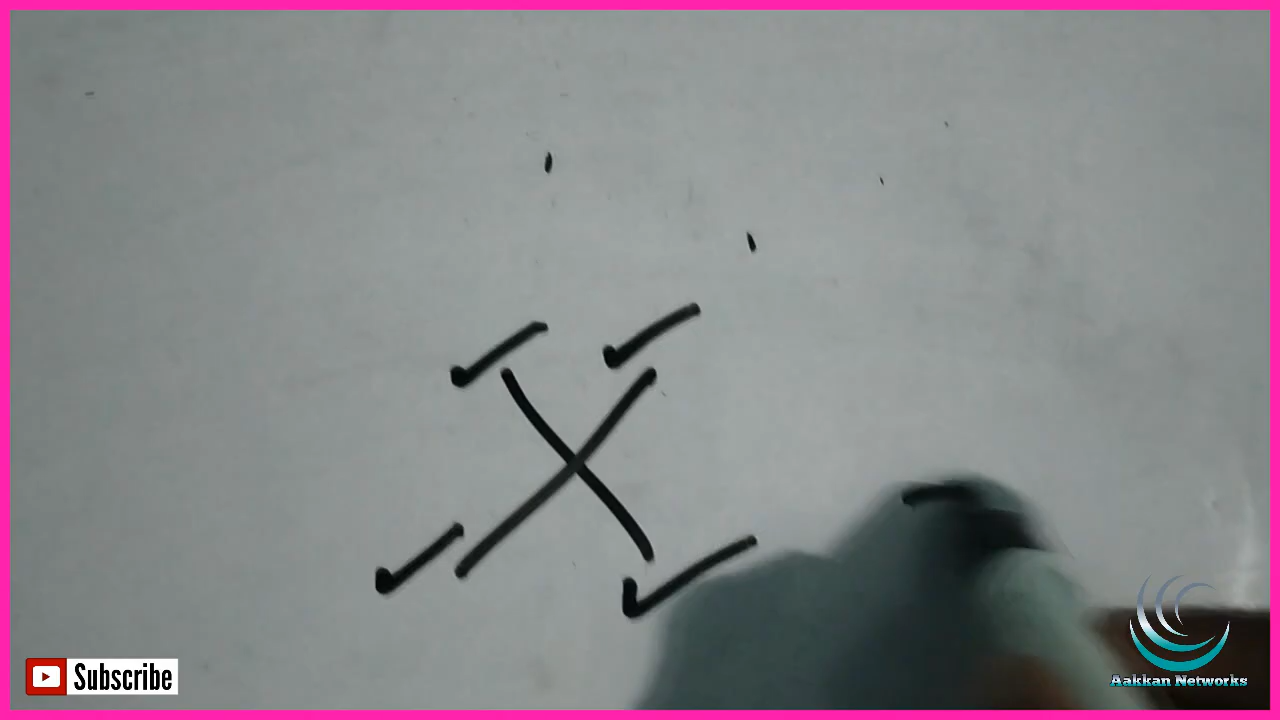 ✓ ✓
X
✓ ✓
Subscribe
Aakkan Networks